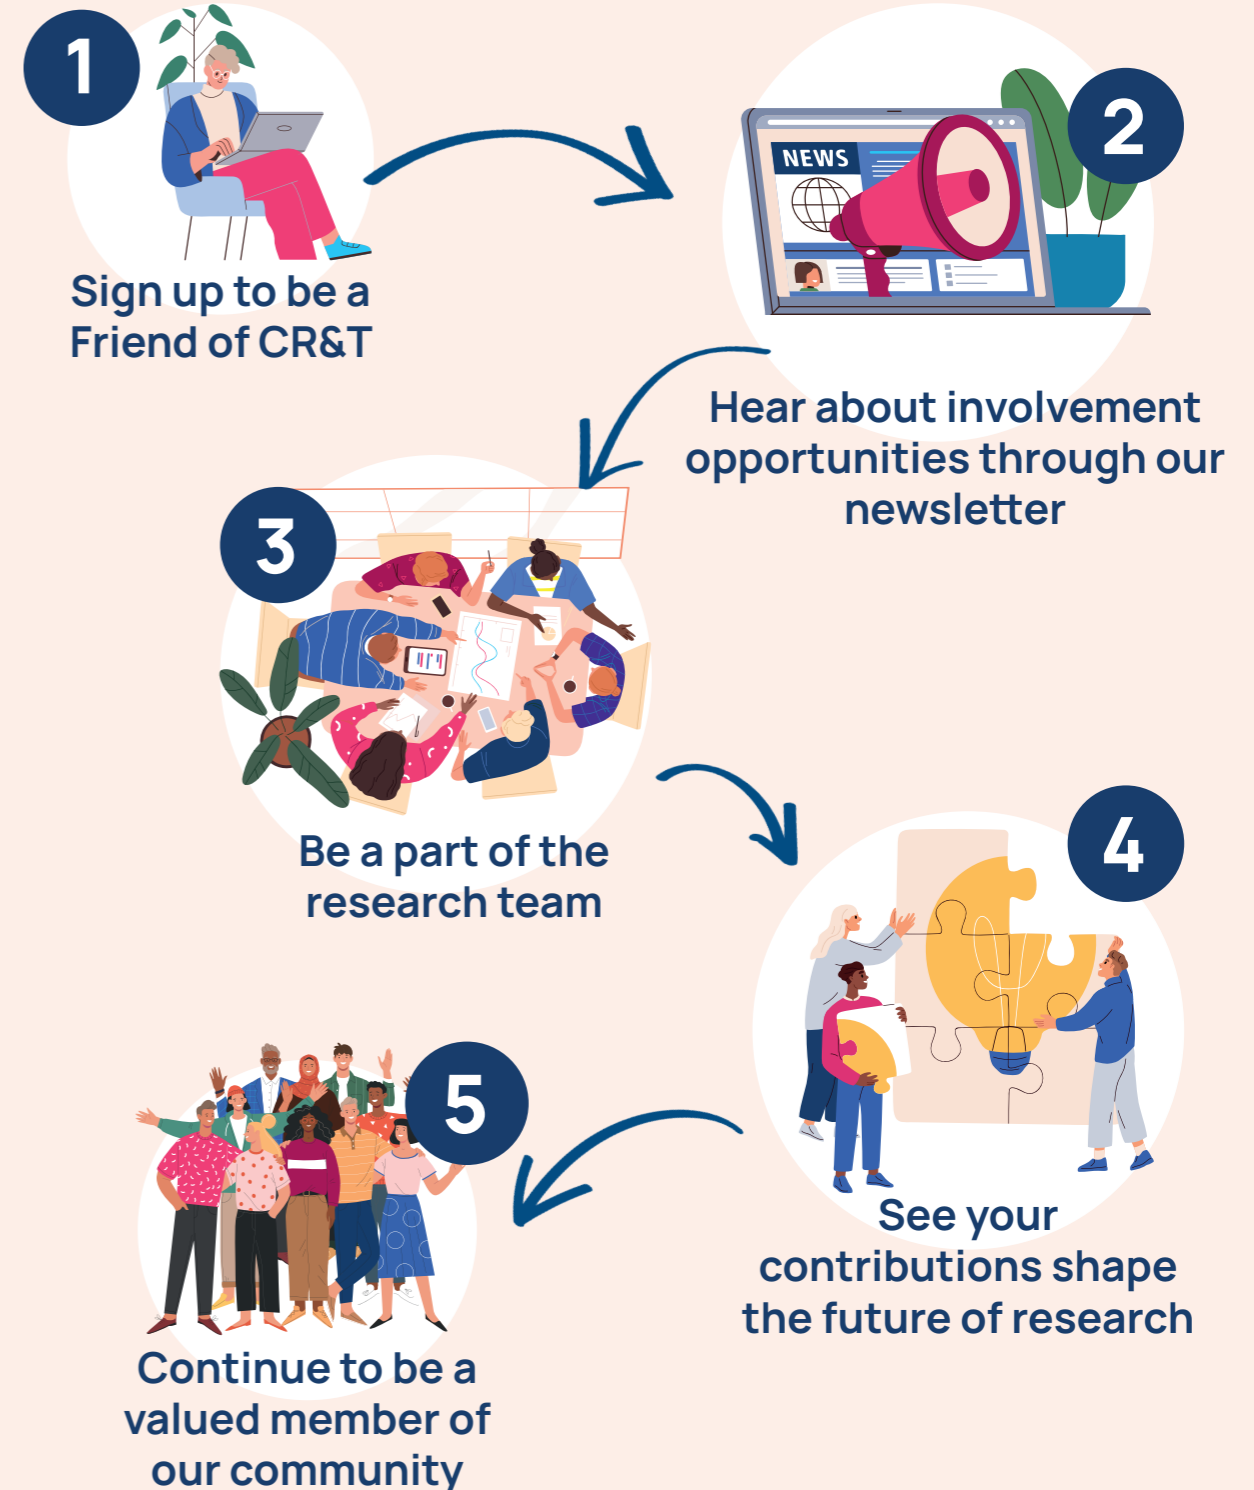 1
Sign up to be a
Friend of CR&T
2
NEWS
Hear about involvement
opportunities through our
newsletter
3
Be a part of the
research team
4
See your
contributions shape
the future of research
5
Continue to be a
valued member of
our community